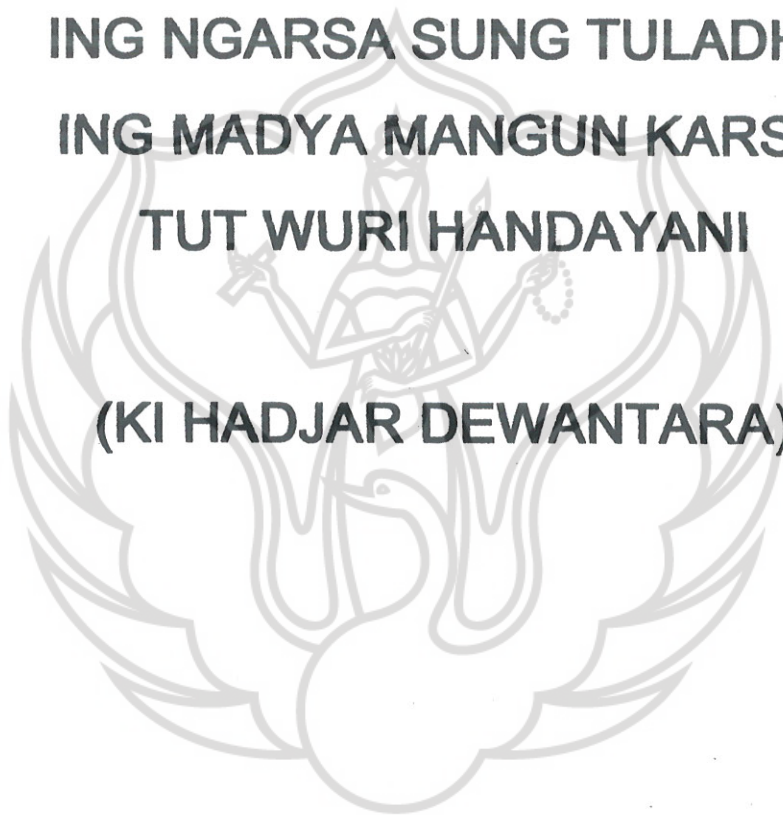 ING NGARSA SUNG TULADH
ING MADYA MANGUN KARS
TUT WURI HANDAYANI
(KI HADJAR DEWANTARA)